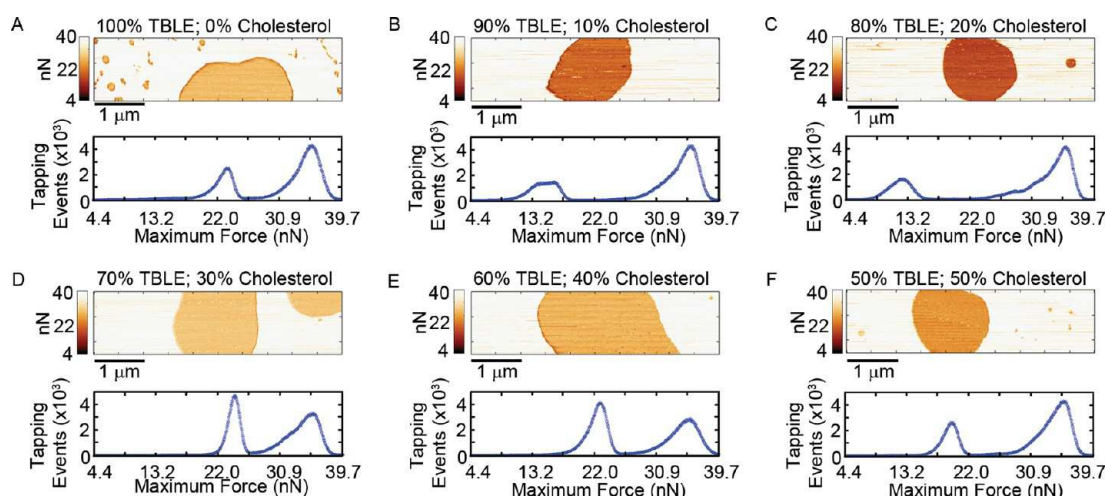 A
100% TBLE; 0% Cholesterol
40
22
4
nN
1 μm
Tapping
Events (x10³)
4
2
0
4.4 13.2 22.0 30.9 39.7
Maximum Force (nN)
B
90% TBLE; 10% Cholesterol
40
22
4
nN
1 μm
Tapping
Events (x10³)
4
2
0
4.4 13.2 22.0 30.9 39.7
Maximum Force (nN)
C
80% TBLE; 20% Cholesterol
40
22
4
nN
1 μm
Tapping
Events (x10³)
4
2
0
4.4 13.2 22.0 30.9 39.7
Maximum Force (nN)
D
70% TBLE; 30% Cholesterol
40
22
4
nN
1 μm
Tapping
Events (x10³)
4
2
0
4.4 13.2 22.0 30.9 39.7
Maximum Force (nN)
E
60% TBLE; 40% Cholesterol
40
22
4
nN
1 μm
Tapping
Events (x10³)
4
2
0
4.4 13.2 22.0 30.9 39.7
Maximum Force (nN)
F
50% TBLE; 50% Cholesterol
40
22
4
nN
1 μm
Tapping
Events (x10³)
4
2
0
4.4 13.2 22.0 30.9 39.7
Maximum Force (nN)